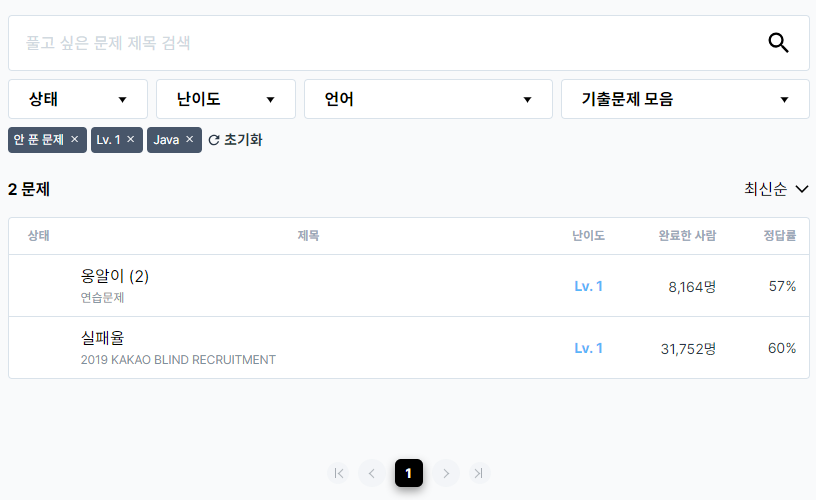 풀고 싶은 문제 제목 검색
상태 난이도 언어 기출문제 모음
안 푼 문제 × Lv. 1 × Java × 초기화
2 문제 최신순
상태 제목 난이도 완료한 사람 정답률
옹알이 (2)
연습문제
Lv. 1 8,164명 57%
실패율
2019 KAKAO BLIND RECRUITMENT
Lv. 1 31,752명 60%
1